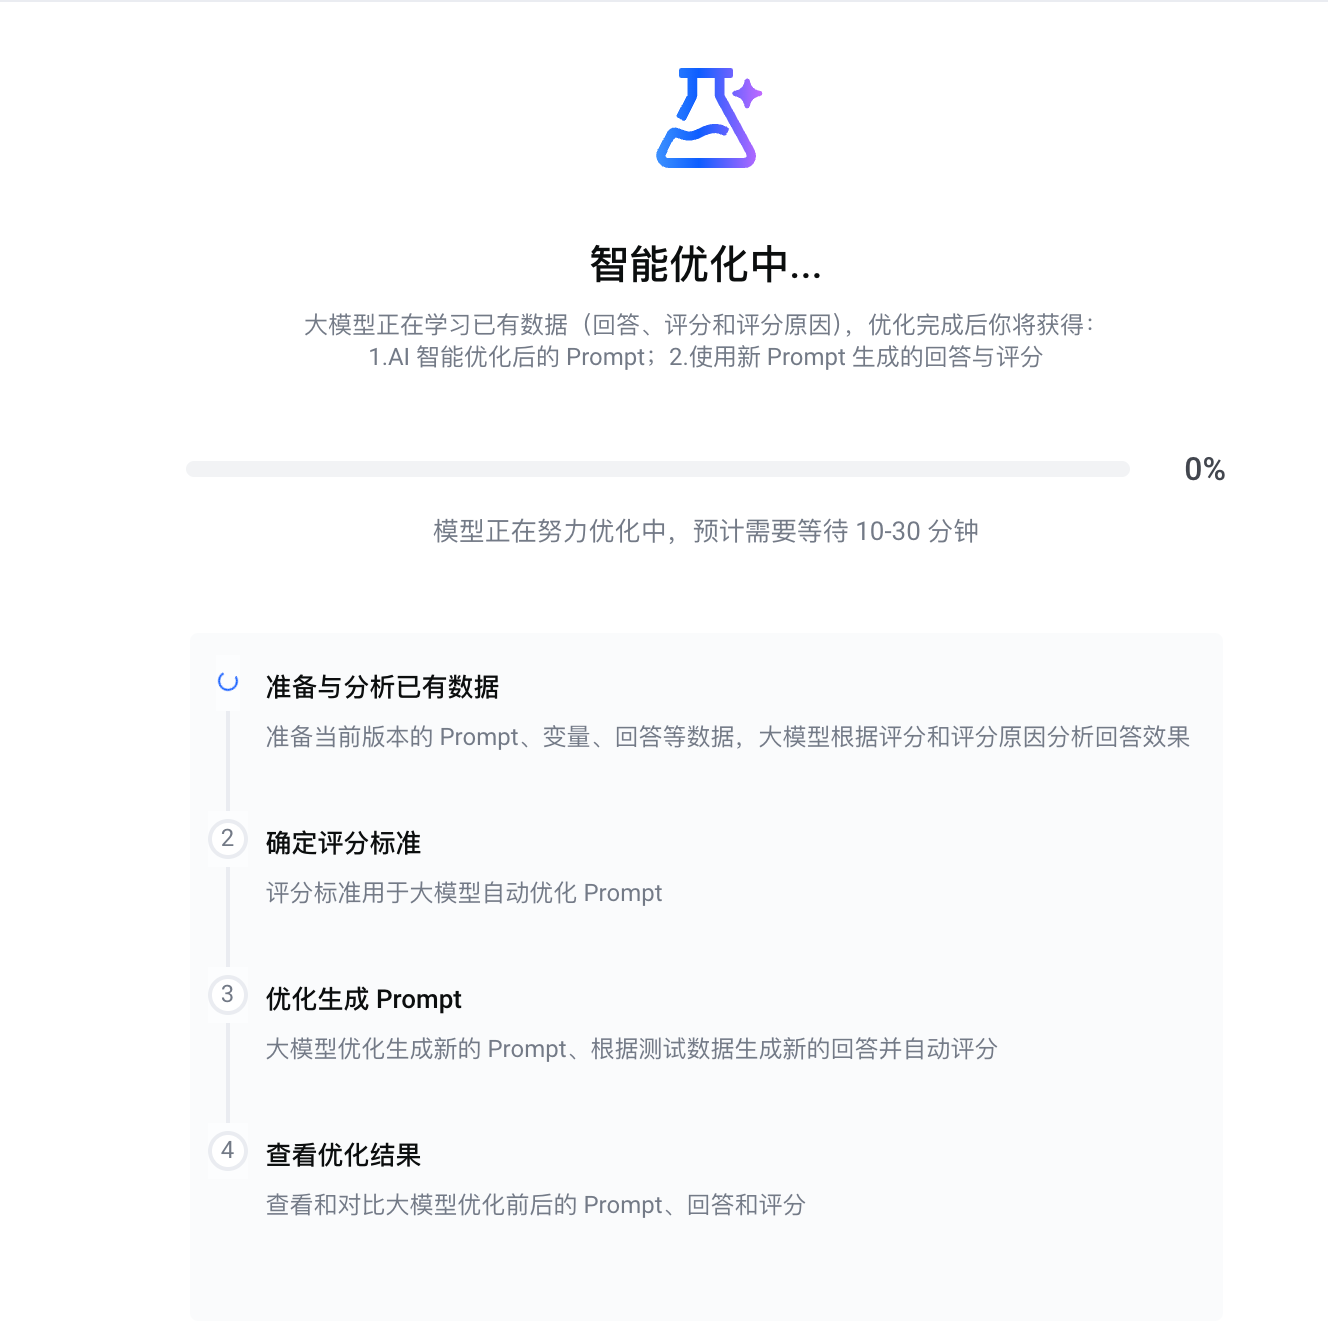 智能优化中...
大模型正在学习已有数据（回答、评分和评分原因），优化完成后你将获得：
1.AI 智能优化后的 Prompt；2.使用新 Prompt 生成的回答与评分
0%
模型正在努力优化中，预计需要等待 10-30 分钟
准备与分析已有数据
准备当前版本的 Prompt、变量、回答等数据，大模型根据评分和评分原因分析回答效果
2 确定评分标准
评分标准用于大模型自动优化 Prompt
3 优化生成 Prompt
大模型优化生成新的 Prompt、根据测试数据生成新的回答并自动评分
4 查看优化结果
查看和对比大模型优化前后的 Prompt、回答和评分